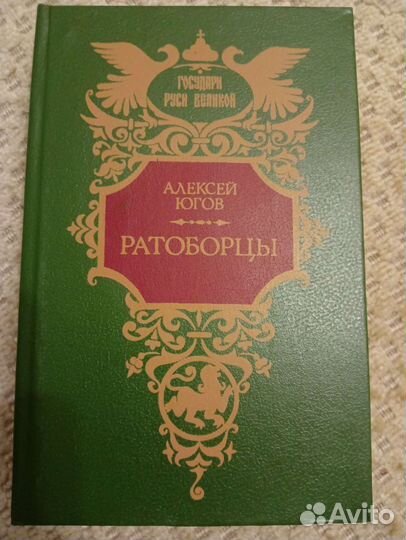 ГОСУДАРИ
РУСИ ВЕЛИКОЙ
АЛЕКСЕЙ
ЮГОВ
РАТОБОРЦЫ
Avito